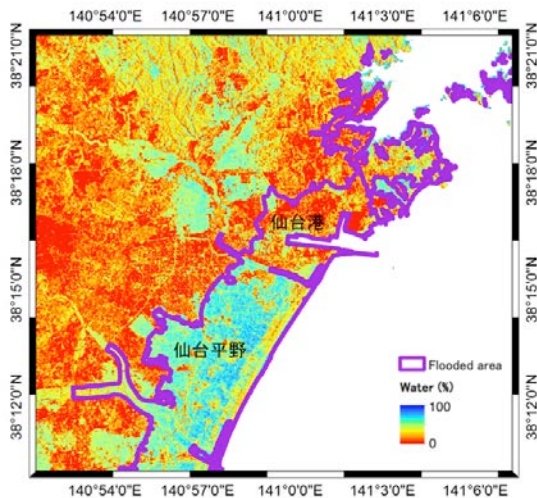 140°54'0"E 140°57'0"E 141°0'0"E 141°3'0"E 141°6'0"E
38°21'0"N 38°21'0"N
38°18'0"N 38°18'0"N
仙台港
38°15'0"N 38°15'0"N
仙台平野
Flooded area
Water (%)
38°12'0"N 38°12'0"N
100
0
140°54'0"E 140°57'0"E 141°0'0"E 141°3'0"E 141°6'0"E